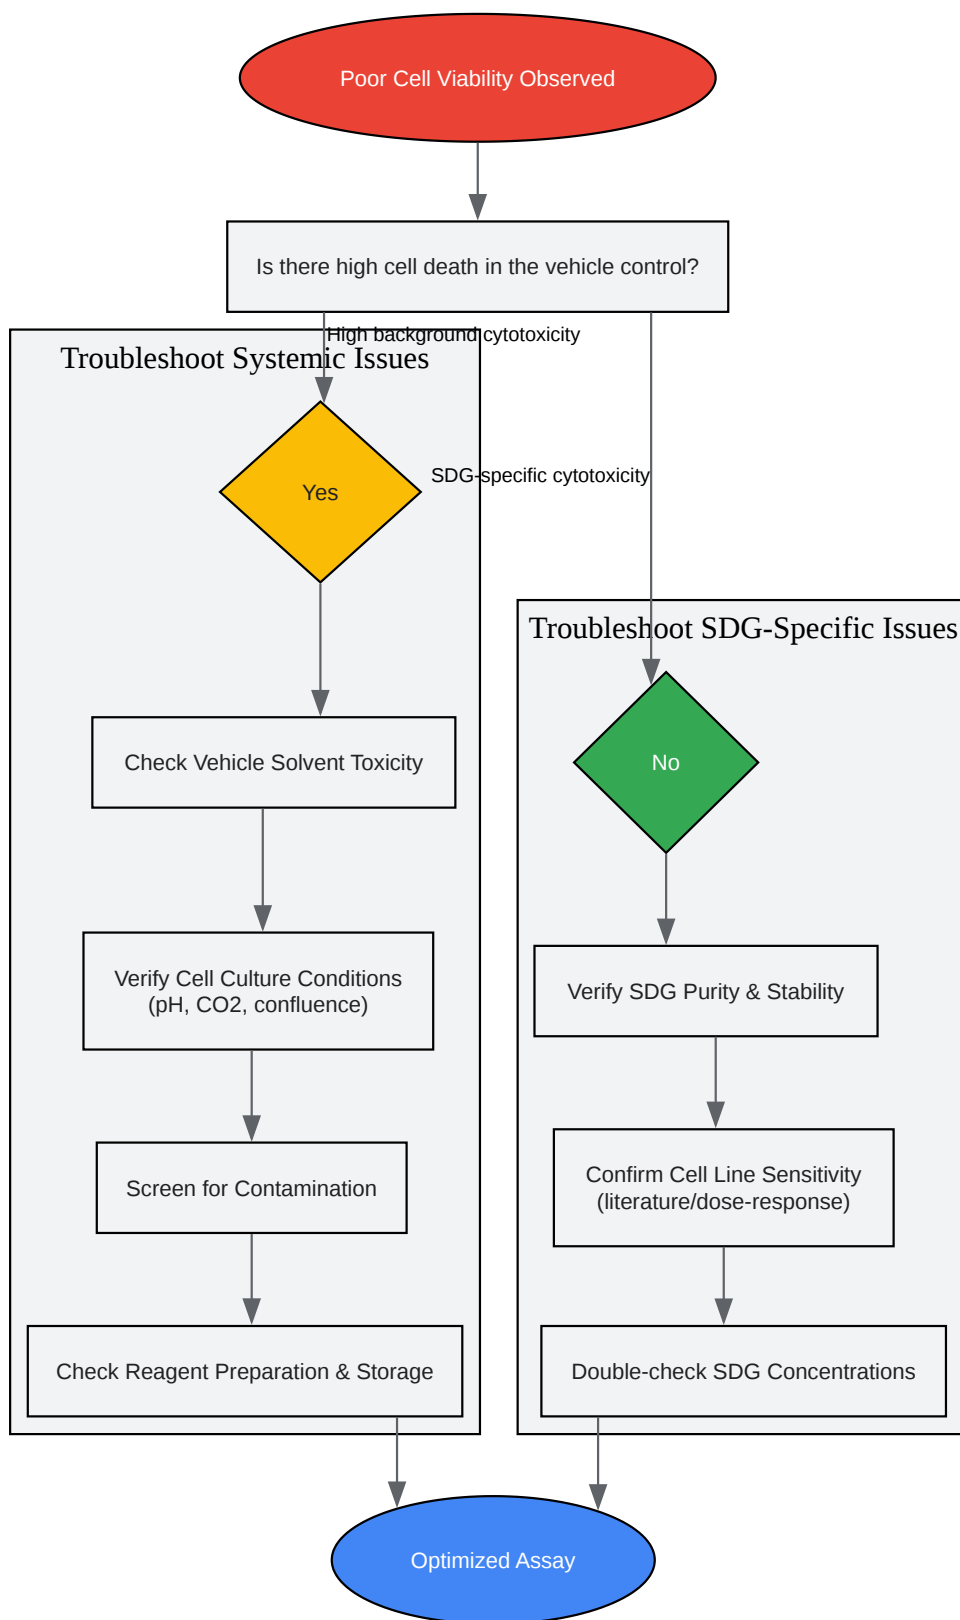 Poor Cell Viability Observed
Is there high cell death in the vehicle control?
High background cytotoxicity
Troubleshoot Systemic Issues
Yes
SDG-specific cytotoxicity
Check Vehicle Solvent Toxicity
Verify Cell Culture Conditions
(pH, CO2, confluence)
Screen for Contamination
Check Reagent Preparation & Storage
Troubleshoot SDG-Specific Issues
No
Verify SDG Purity & Stability
Confirm Cell Line Sensitivity
(literature/dose-response)
Double-check SDG Concentrations
Optimized Assay